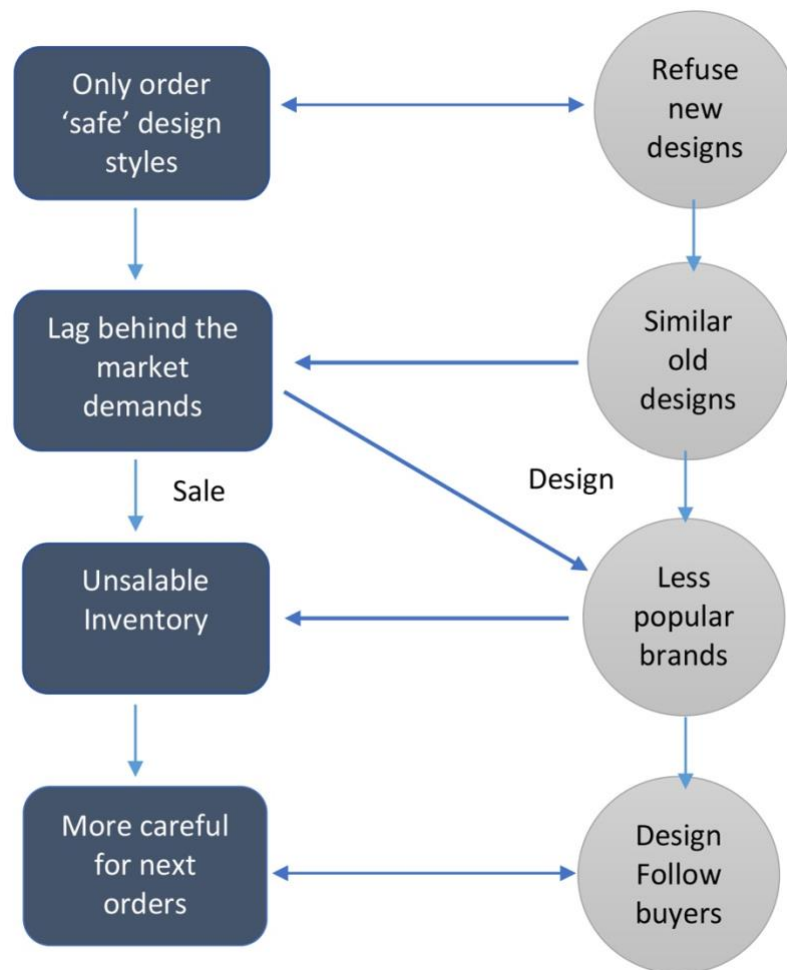 Only order
‘safe’ design
styles
Refuse
new
designs
Lag behind the
market
demands
Similar
old
designs
Sale
Design
Unsalable
Inventory
Less
popular
brands
More careful
for next
orders
Design
Follow
buyers